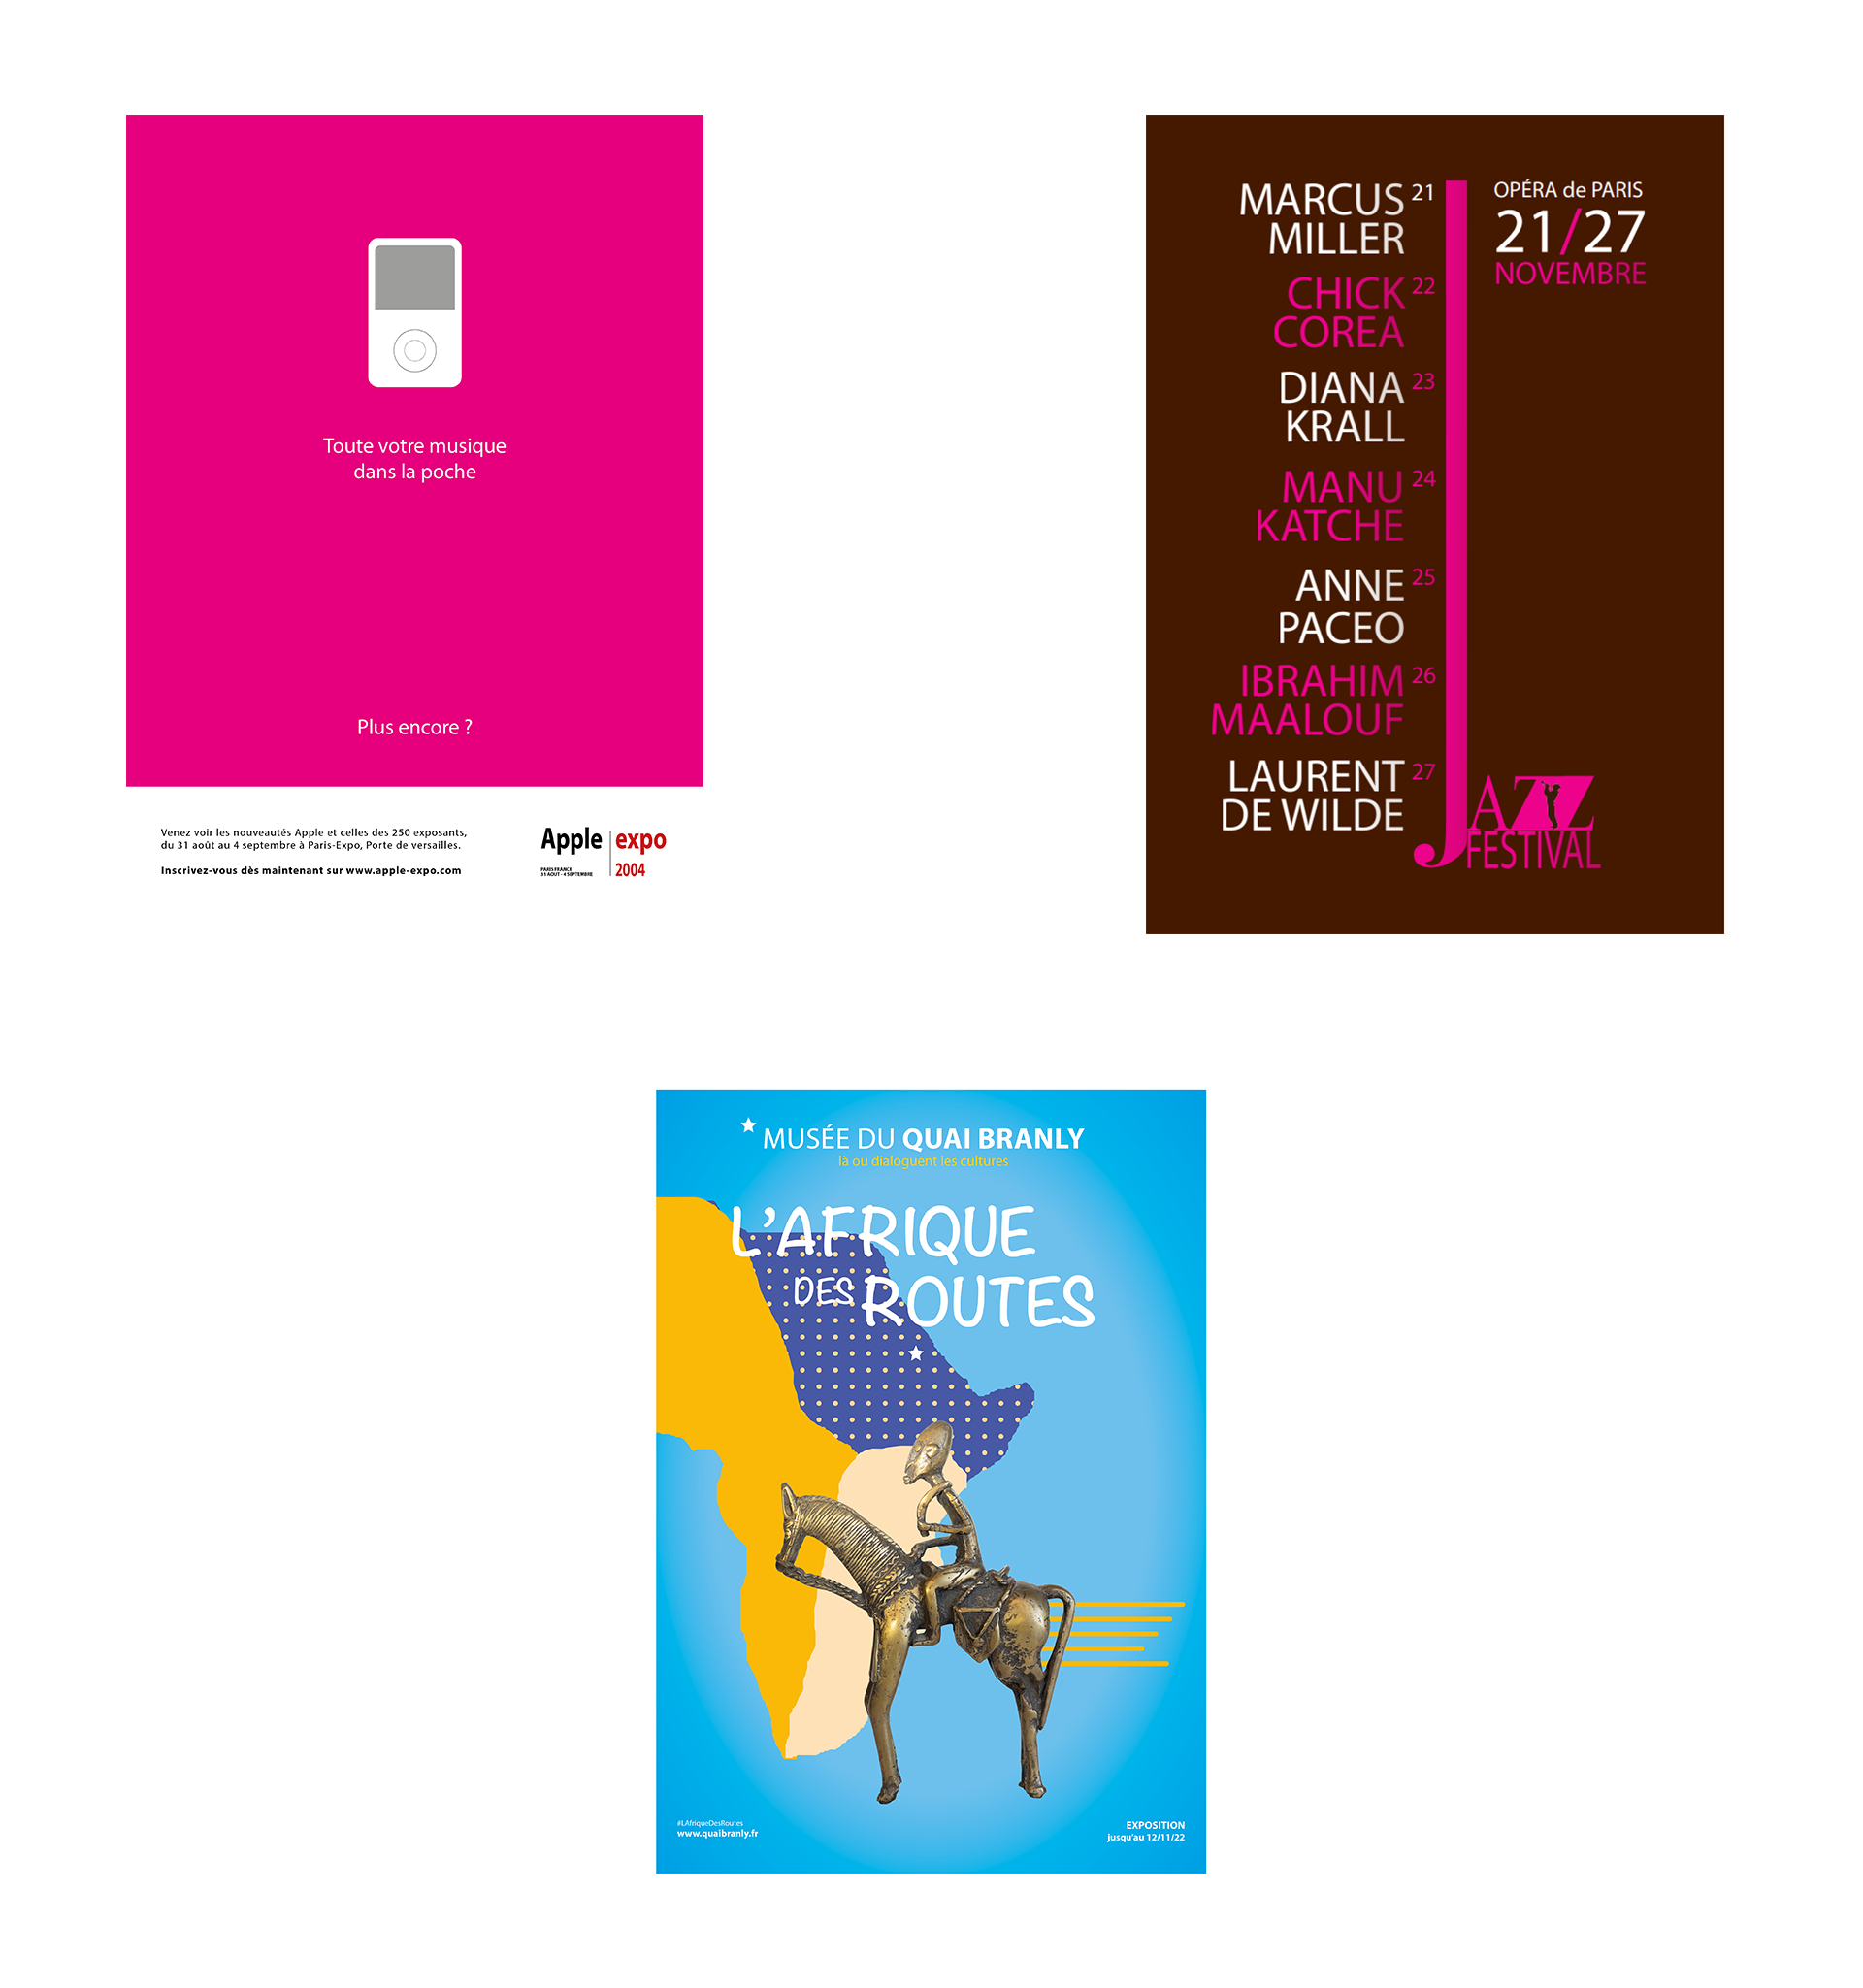 Toute votre musique
dans la poche
Plus encore ?
Venez voir les nouveautés Apple et celles des 250 exposants,
du 31 août au 4 septembre à Paris-Expo, Porte de versailles.
Inscrivez-vous dès maintenant sur www.apple-expo.com
Apple expo
PARIS FRANCE
31 AOUT - 4 SEPTEMBRE
2004
MARCUS 21
MILLER
CHICK 22
COREA
DIANA 23
KRALL
MANU 24
KATCHE
ANNE 25
PACEO
IBRAHIM 26
MAALOUF
LAURENT 27
DE WILDE
OPÉRA de PARIS
21/27
NOVEMBRE
JAZZ
FESTIVAL
MUSÉE DU QUAI BRANLY
là ou dialoguent les cultures
L'AFRIQUE
DES ROUTES
#LAfriqueDesRoutes
www.quaibranly.fr
EXPOSITION
jusqu'au 12/11/22